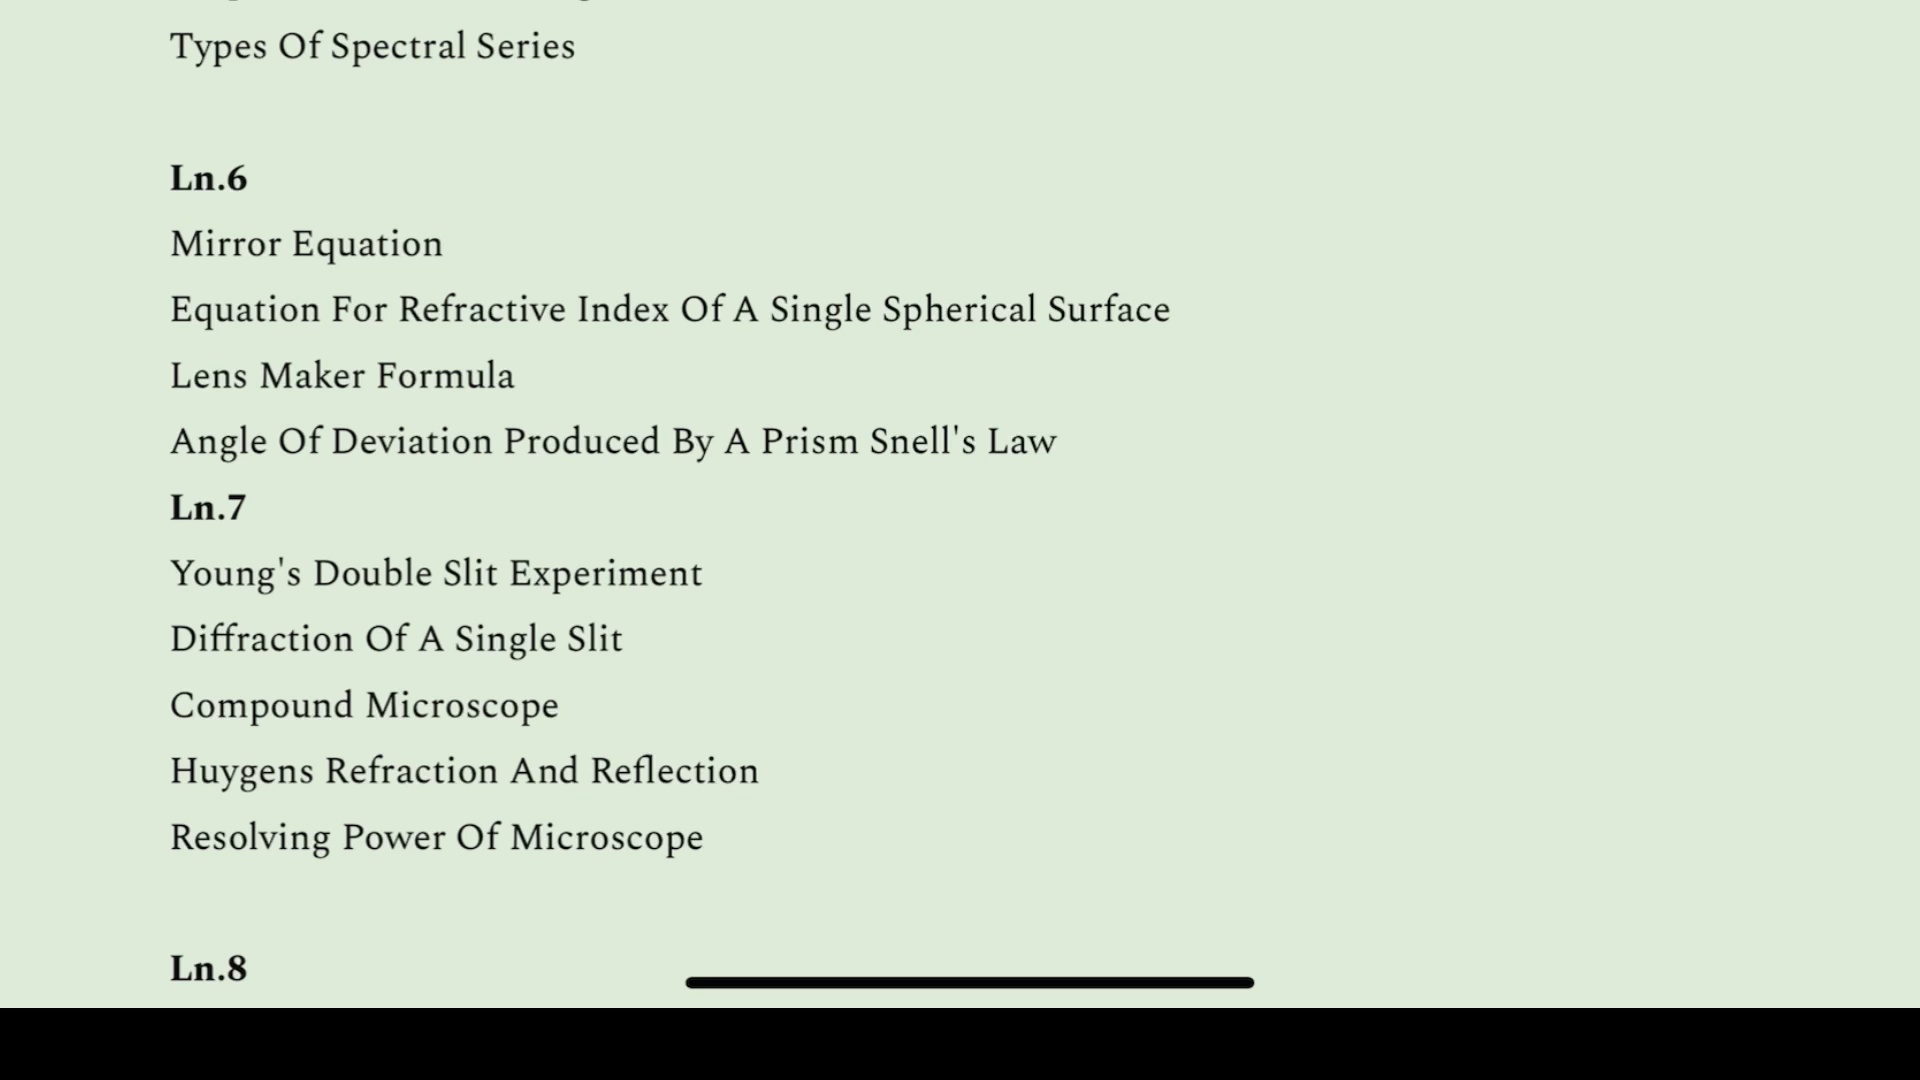 Types Of Spectral Series
Ln.6
Mirror Equation
Equation For Refractive Index Of A Single Spherical Surface
Lens Maker Formula
Angle Of Deviation Produced By A Prism Snell's Law
Ln.7
Young's Double Slit Experiment
Diffraction Of A Single Slit
Compound Microscope
Huygens Refraction And Reflection
Resolving Power Of Microscope
Ln.8